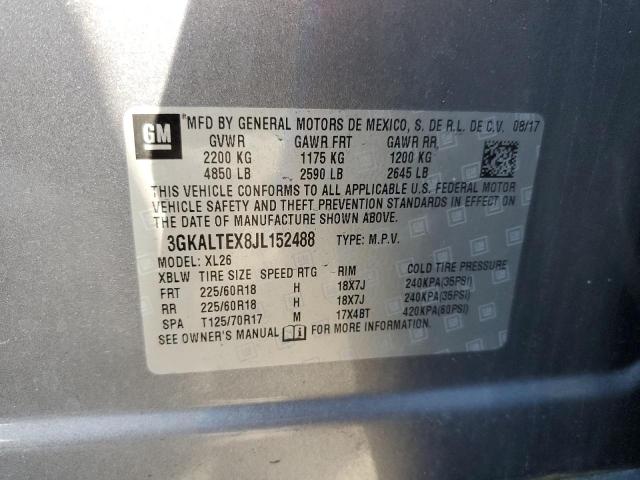 GM
*MFD BY GENERAL MOTORS DE MEXICO, S. DE R.L. DE C.V. 08/17
GVWR GAWR FRT GAWR RR
2200 KG 1175 KG 1200 KG
4850 LB 2590 LB 2645 LB
THIS VEHICLE CONFORMS TO ALL APPLICABLE U.S. FEDERAL MOTOR
VEHICLE SAFETY AND THEFT PREVENTION STANDARDS IN EFFECT ON
THE DATE OF MANUFACTURE SHOWN ABOVE.
3GKALTEX8JL152488 TYPE: M.P.V.
MODEL: XL26
XBLW TIRE SIZE SPEED RTG RIM COLD TIRE PRESSURE
FRT 225/60R18 H 18X7J 240KPA(35PSI)
RR 225/60R18 H 18X7J 240KPA(35PSI)
SPA T125/70R17 M 17X4BT 420KPA(60PSI)
SEE OWNER'S MANUAL FOR MORE INFORMATION.